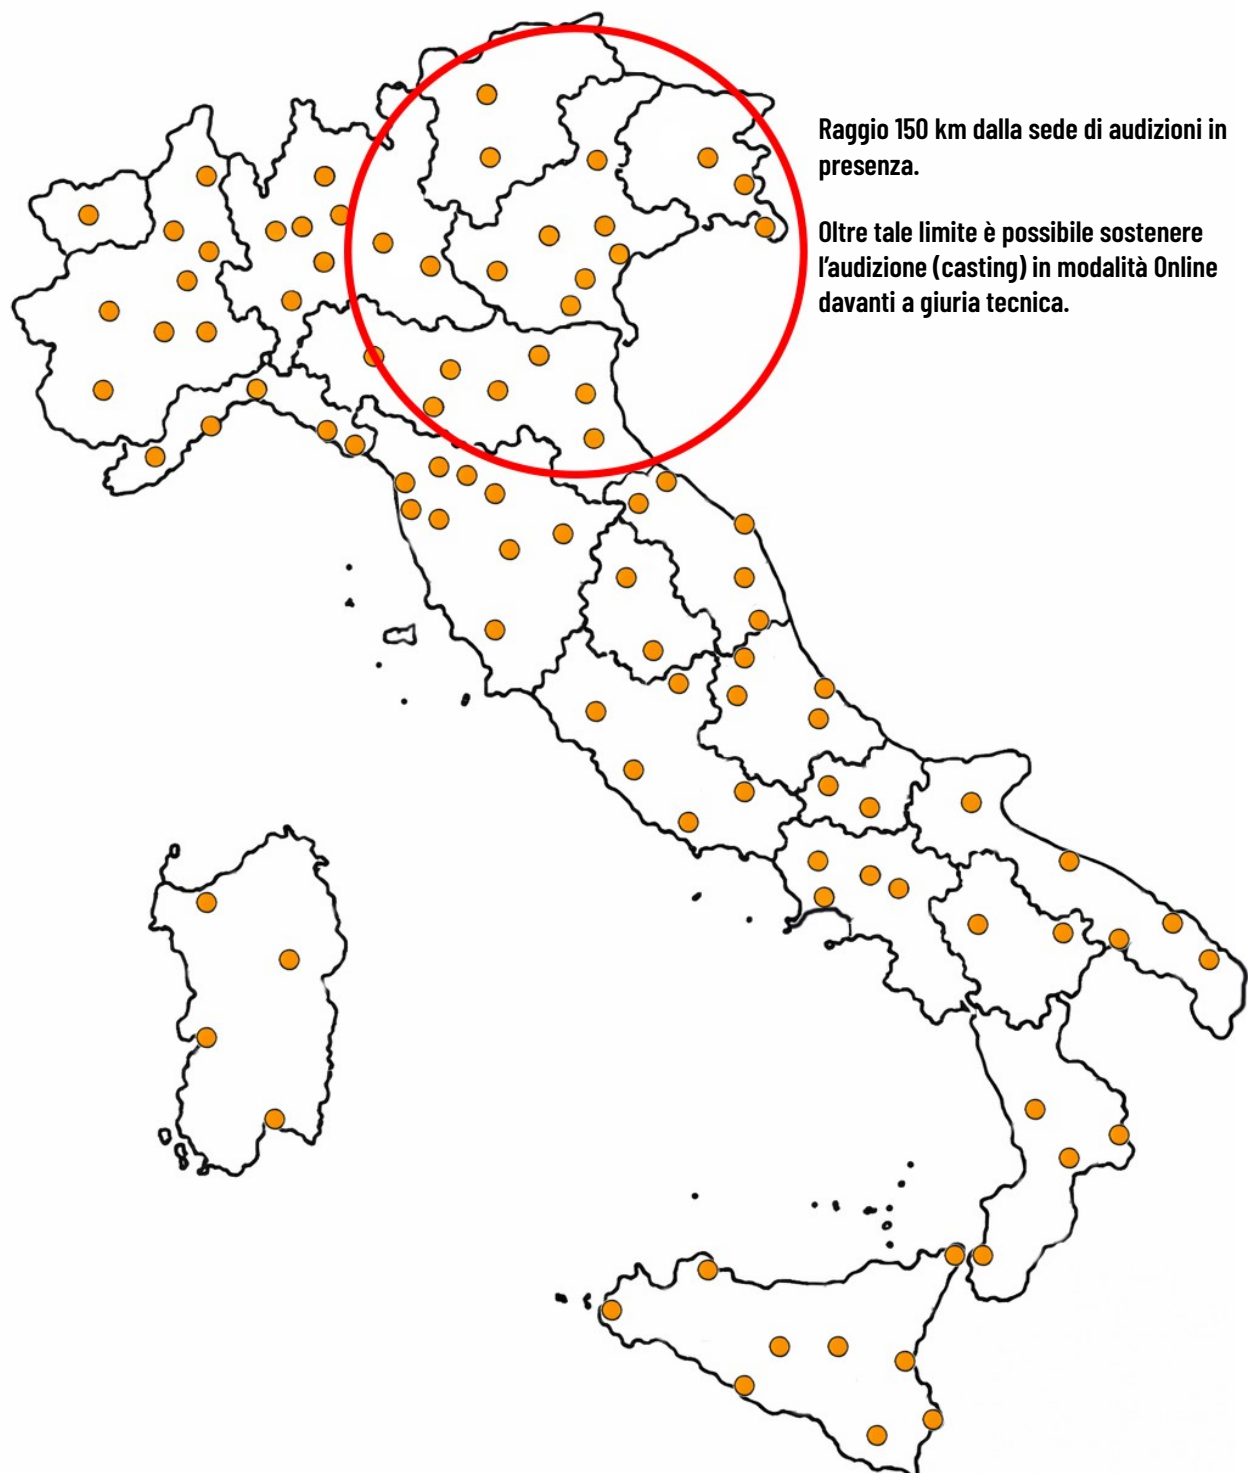 Raggio 150 km dalla sede di audizioni in
presenza.
Oltre tale limite è possibile sostenere
l'audizione (casting) in modalità Online
davanti a giuria tecnica.